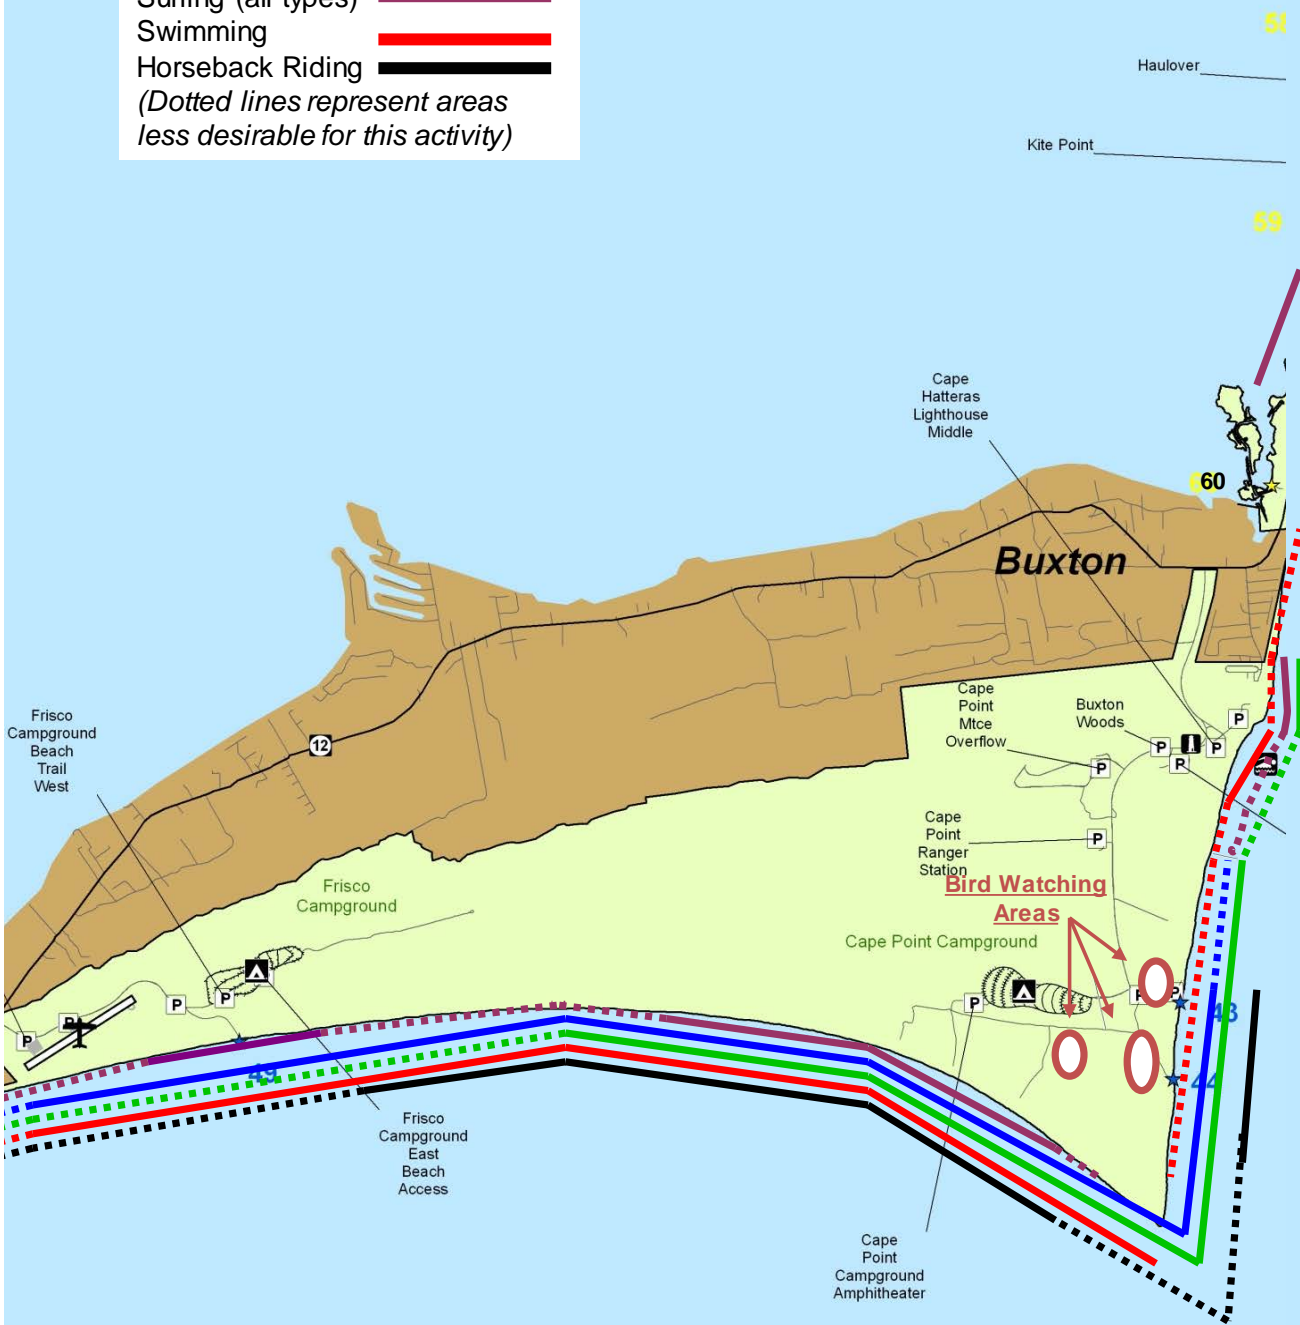 Surfing (all types)
Swimming
Horseback Riding
(Dotted lines represent areas
less desirable for this activity)
Haulover
Kite Point
59
Cape
Hatteras
Lighthouse
Middle
60
Buxton
12
Frisco
Campground
Beach
Trail
West
Cape
Point
Mtce
Overflow
Buxton
Woods
P
P
P
P
P
Cape
Point
Ranger
Station
P
Bird Watching
Areas
Frisco
Campground
Cape Point Campground
P
P
P
P
P
P
P
P
43
49
44
Frisco
Campground
East
Beach
Access
Cape
Point
Campground
Amphitheater